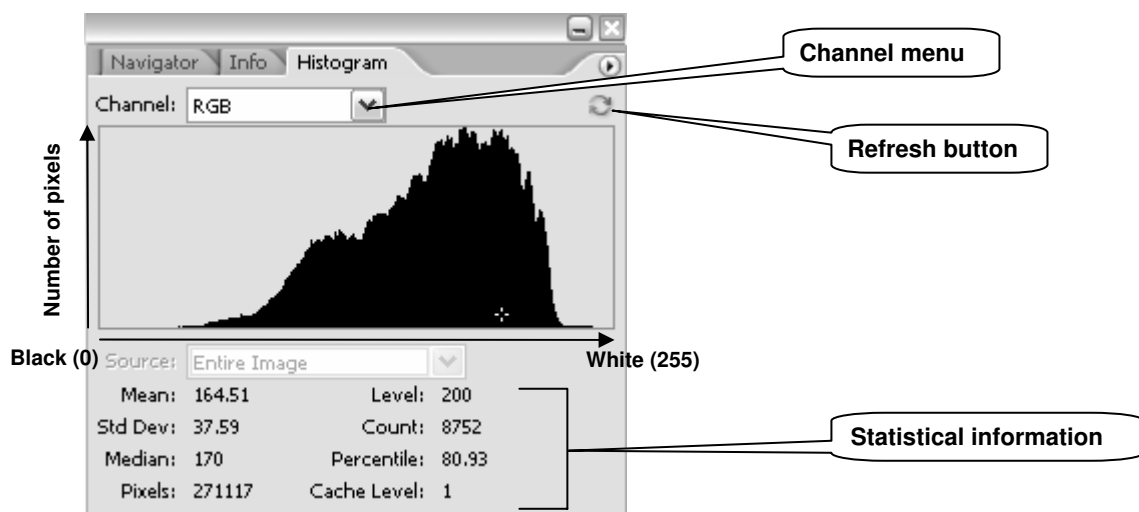 Navigator Info Histogram
Channel menu
Channel: RGB
Refresh button
Number of pixels
Black (0)
White (255)
Source: Entire Image
Mean: 164.51 Level: 200
Std Dev: 37.59 Count: 8752
Median: 170 Percentile: 80.93
Pixels: 271117 Cache Level: 1
Statistical information